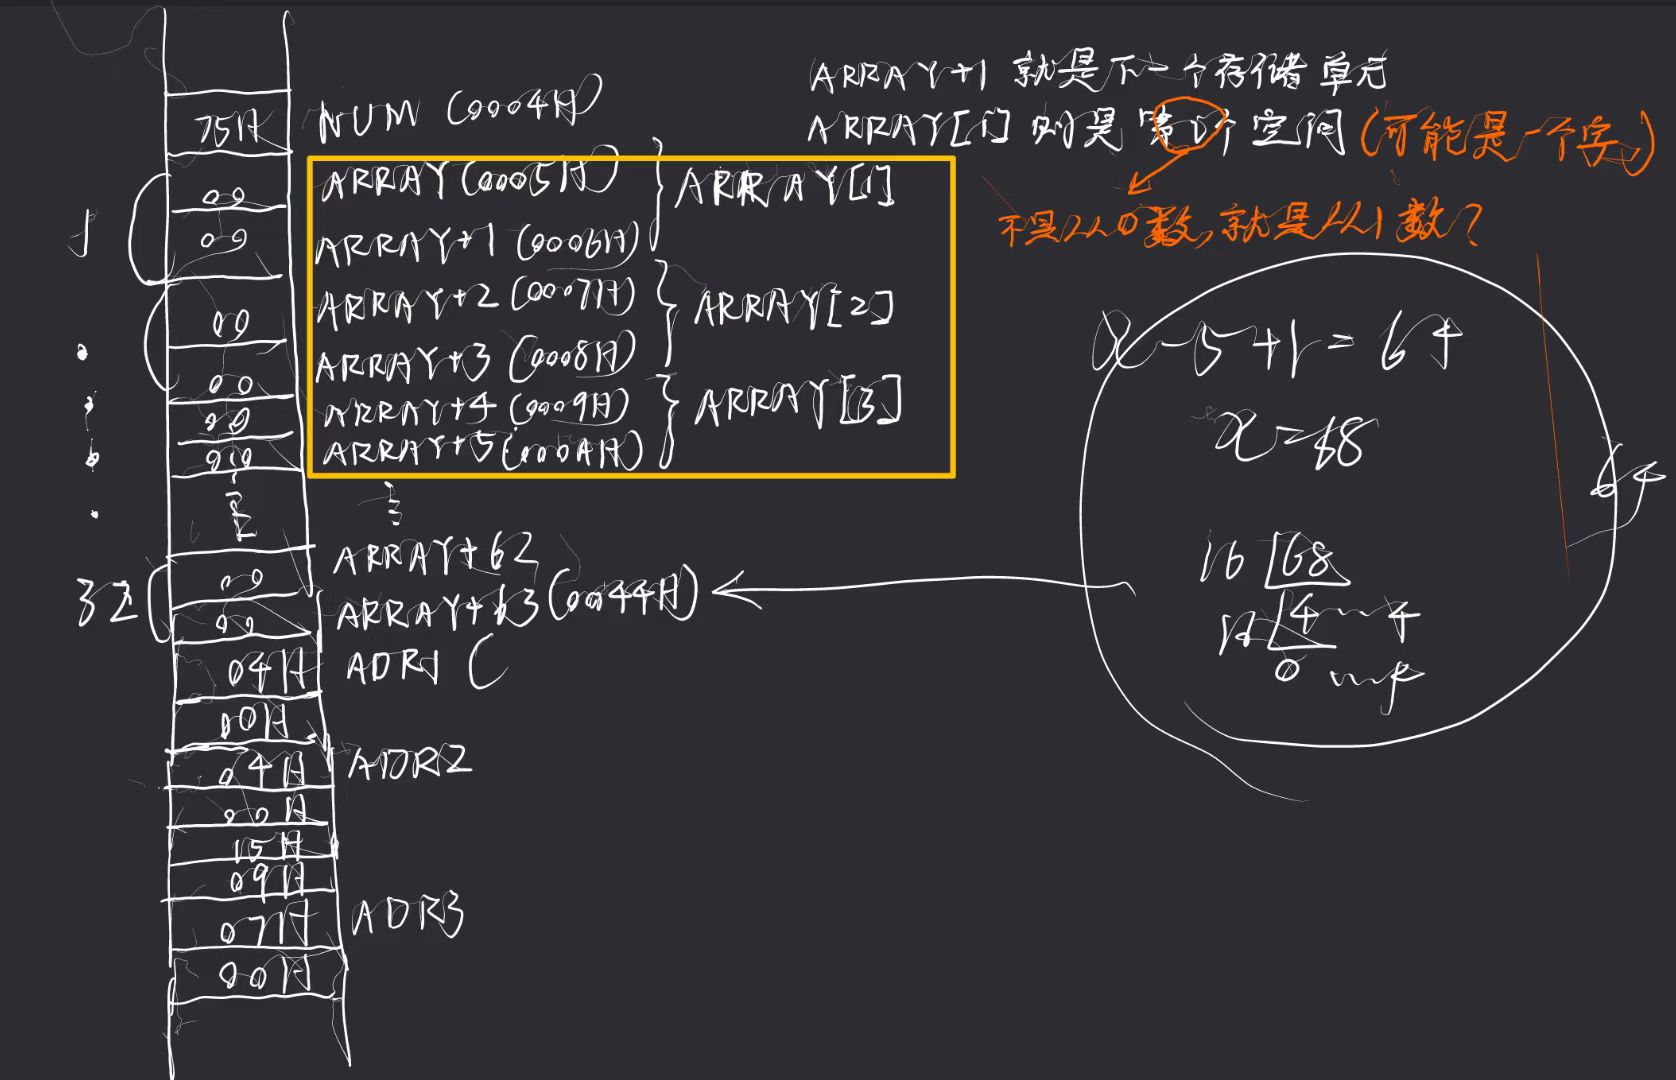 ARRAY+1 就是下一个存储单元
ARRAY[1] 则是第1个空间(可能是一个字)
不是从0数,就是从1数?
75H NUM (0004H)
00 ARRAY (0005H)
00 ARRAY+1 (0006H)
ARRAY[1]
00 ARRAY+2 (0007H)
00 ARRAY+3 (0008H)
ARRAY[2]
00 ARRAY+4 (0009H)
00 ARRAY+5 (000AH)
ARRAY[3]
1
32
00 ARRAY+62
00 ARRAY+63 (0044H)
04H ADR1 (
00H
04H ADR2
00H
15H
09H
07H ADR3
00H
x-5+1=64
x=68
64
16 68
16 4 … 4
0 … 4